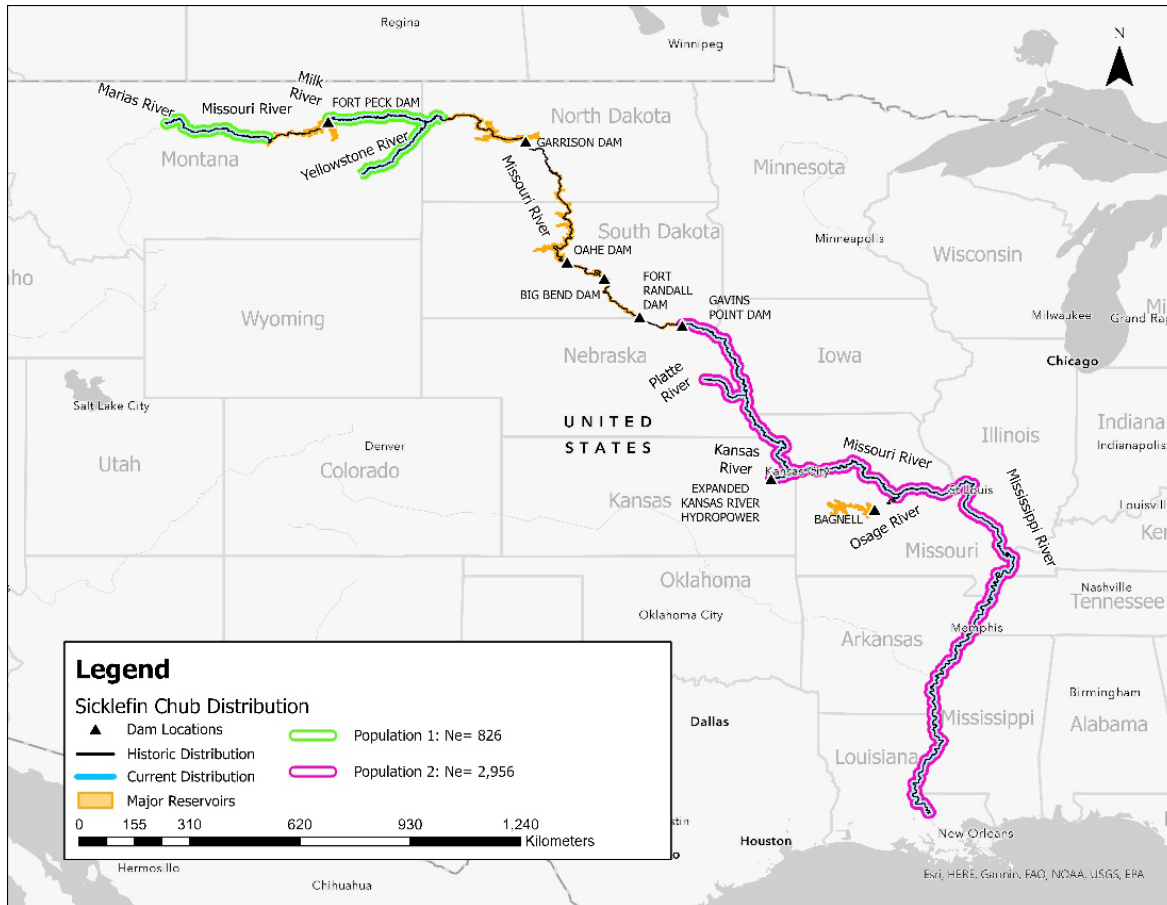 Regina
Winnipeg
N
Milk
River
Marias River
Missouri River
FORT PECK DAM
North Dakota
Yellowstone River
Montana
GARRISON DAM
Minnesota
Missouri River
South Dakota
Minneapolis
Wisconsin
OAHE DAM
FORT
RANDALL
DAM
BIG BEND DAM
GAVINS
POINT DAM
Wyoming
Milwaukee
Grand Rap
Mi
ho
Nebraska
Iowa
Chicago
Platte
River
Salt Lake City
UNITED
STATES
Illinois
Indiana
Indianapolis
Denver
Utah
Colorado
Kansas
River
Kansas City
Missouri River
St Louis
Mississippi River
Kansas
EXPANDED
KANSAS RIVER
HYDROPOWER
BAGNELL
Osage River
Missouri
Louisvill
Ken
Oklahoma
Oklahoma City
Nashville
Tennessee
Arkansas
Memphis
Birmingham
Alabama
Dallas
Mississippi
Louisiana
stin
Houston
New Orleans
o
Hermosillo
Chihuahua
Legend
Sicklefin Chub Distribution
Dam Locations
Historic Distribution
Current Distribution
Major Reservoirs
Population 1: Ne= 826
Population 2: Ne= 2,956
0 155 310 620 930 1,240
Kilometers
Esri, HERE, Garmin, FAO, NOAA, USGS, EPA